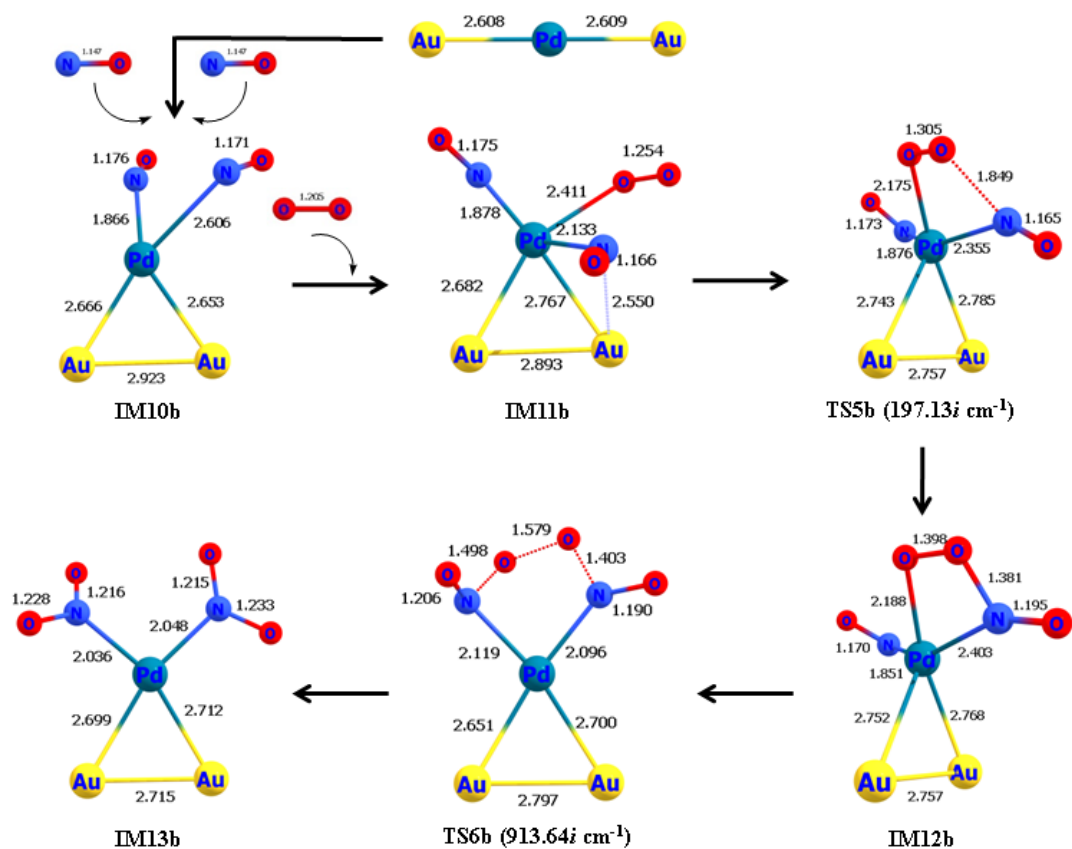 2.608 2.609
Au Pd Au
1.147 1.147
N O N O
1.176 O 1.171 N O
N
1.866 2.606
Pd
2.666 2.653
Au Au
2.923
IM10b
1.205
O O
O 1.175 N
1.254 O O
2.411
1.878
Pd 2.133 N
O 1.166
2.682 2.767 2.550
Au Au
2.893
IM11b
1.305
O O
2.175 1.849
O 1.173 N N 1.165 O
1.876 Pd 2.355
2.743 2.785
Au Au
2.757
TS5b (197.13i cm-1)
O O
1.228 1.216 1.215 1.233
O N N O
2.036 2.048
Pd
2.699 2.712
Au Au
2.715
IM13b
1.579
1.498 O O 1.403
O N N O
1.206 1.190
2.119 2.096
Pd
2.651 2.700
Au Au
2.797
TS6b (913.64i cm-1)
1.398
O O
1.381
2.188 1.195
O N N O
1.170 Pd 2.403
1.851
2.752 2.768
Au Au
2.757
IM12b